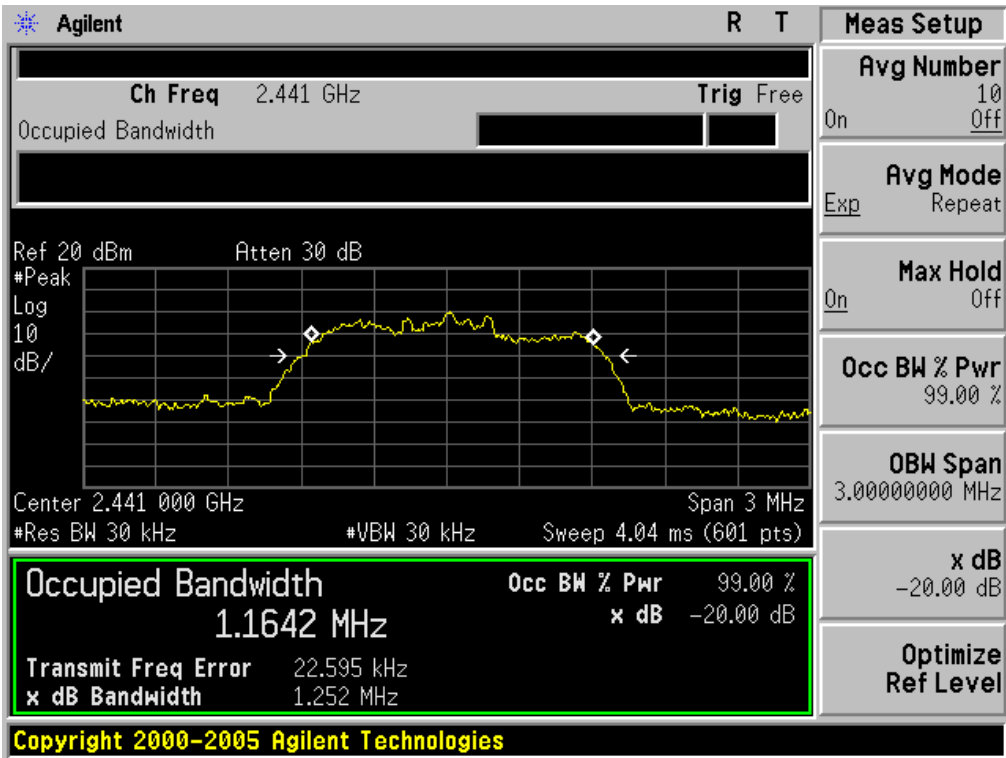 Agilent R T
Ch Freq 2.441 GHz Trig Free
Occupied Bandwidth
Ref 20 dBm Atten 30 dB
#Peak
Log
10
dB/
Center 2.441 000 GHz Span 3 MHz
#Res BW 30 kHz #VBW 30 kHz Sweep 4.04 ms (601 pts)
Occupied Bandwidth Occ BW % Pwr 99.00 %
1.1642 MHz x dB -20.00 dB
Transmit Freq Error 22.595 kHz
x dB Bandwidth 1.252 MHz
Copyright 2000-2005 Agilent Technologies
Meas Setup
Avg Number
10
On Off
Avg Mode
Exp Repeat
Max Hold
On Off
Occ BW % Pwr
99.00 %
OBW Span
3.00000000 MHz
x dB
-20.00 dB
Optimize
Ref Level